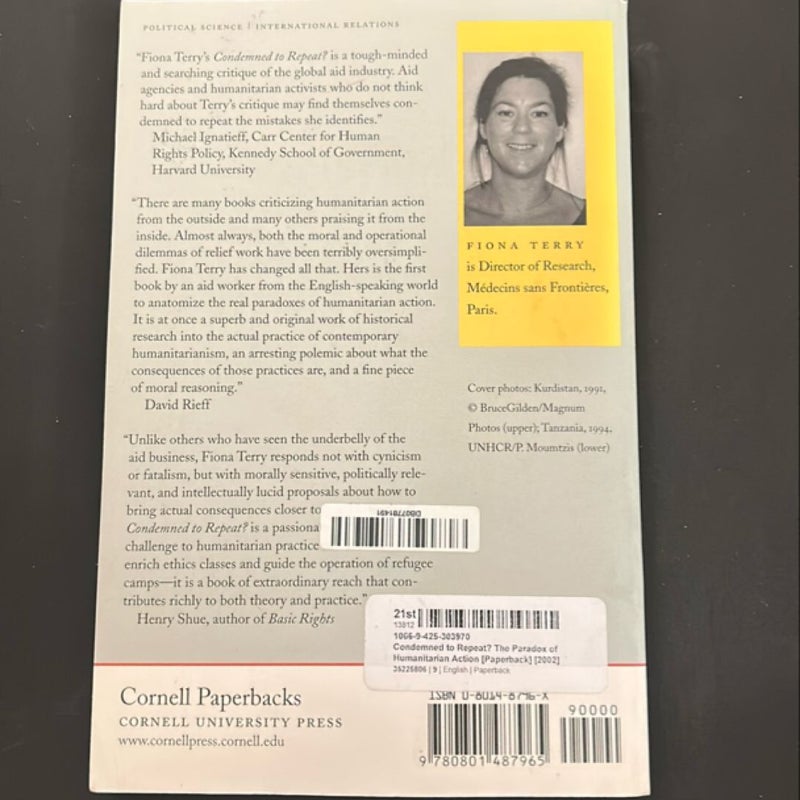 POLITICAL SCIENCE | INTERNATIONAL RELATIONS
“Fiona Terry’s Condemned to Repeat? is a tough-minded
and searching critique of the global aid industry. Aid
agencies and humanitarian activists who do not think
hard about Terry’s critique may find themselves con-
demned to repeat the mistakes she identifies.”
Michael Ignatieff, Carr Center for Human
Rights Policy, Kennedy School of Government,
Harvard University
“There are many books criticizing humanitarian action
from the outside and many others praising it from the
inside. Almost always, both the moral and operational
dilemmas of relief work have been terribly oversimpli-
fied. Fiona Terry has changed all that. Hers is the first
book by an aid worker from the English-speaking world
to anatomize the real paradoxes of humanitarian action.
It is at once a superb and original work of historical
research into the actual practice of contemporary
humanitarianism, an arresting polemic about what the
consequences of those practices are, and a fine piece
of moral reasoning.”
David Rieff
“Unlike others who have seen the underbelly of the
aid business, Fiona Terry responds not with cynicism
or fatalism, but with morally sensitive, politically rele-
vant, and intellectually lucid proposals about how to
bring actual consequences closer to
Condemned to Repeat? is a passiona
challenge to humanitarian practice
enrich ethics classes and guide the operation of refugee
camps—it is a book of extraordinary reach that con-
tributes richly to both theory and practice.”
Henry Shue, author of Basic Rights
FIONA TERRY
is Director of Research,
Médecins sans Frontières,
Paris.
Cover photos: Kurdistan, 1991,
© BruceGilden/Magnum
Photos (upper); Tanzania, 1994,
UNHCR/P. Moumtzis (lower)
21st
13812
1066-9-425-303970
Condemned to Repeat? The Paradox of
Humanitarian Action [Paperback] [2002]
35225806 | 9 | English | Paperback
Cornell Paperbacks
CORNELL UNIVERSITY PRESS
www.cornellpress.cornell.edu
ISBN 0-8014-8796-X
90000
9 780801 487965